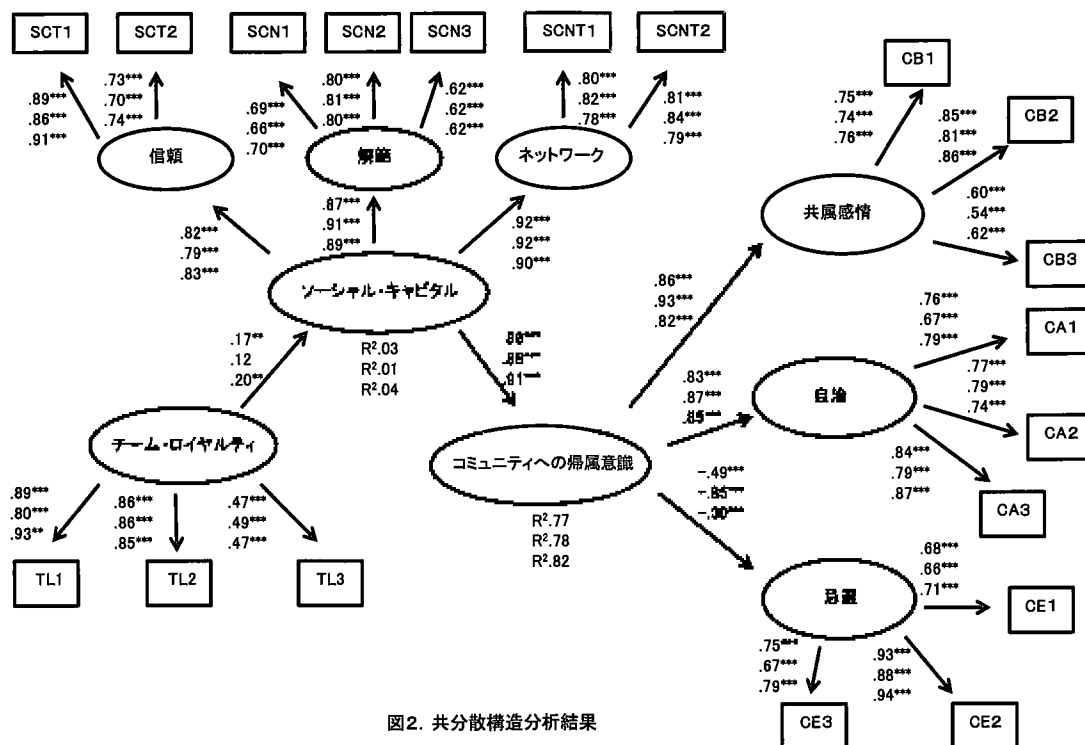 SCT1
SCT2
SCN1
SCN2
SCN3
SCNT1
SCNT2
CB1
.89***
.86***
.91***
.73***
.70***
.74***
.69***
.66***
.70***
.80***
.81***
.80***
.62***
.62***
.62***
.80***
.82***
.78***
.81***
.84***
.79***
.75***
.74***
.76***
.85***
.81***
.86***
CB2
信頼
規範
ネットワーク
共属感情
.60***
.54***
.62***
CB3
.82***
.79***
.83***
.87***
.91***
.89***
.92***
.92***
.90***
ソーシャル・キャピタル
R².03
R².01
R².04
.86***
.93***
.82***
.17**
.12
.20**
.91***
.76***
.67***
.79***
CA1
自治
.77***
.79***
.74***
CA2
.83***
.87***
.84***
.79***
.87***
CA3
チーム・ロイヤルティ
コミュニティへの帰属意識
R².77
R².78
R².82
-.49***
.89***
.80***
.93**
.86***
.86***
.85***
.47***
.49***
.47***
TL1
TL2
TL3
忌避
.68***
.66***
.71***
CE1
.75***
.67***
.79***
.93***
.88***
.94***
CE3
CE2
図2. 共分散構造分析結果